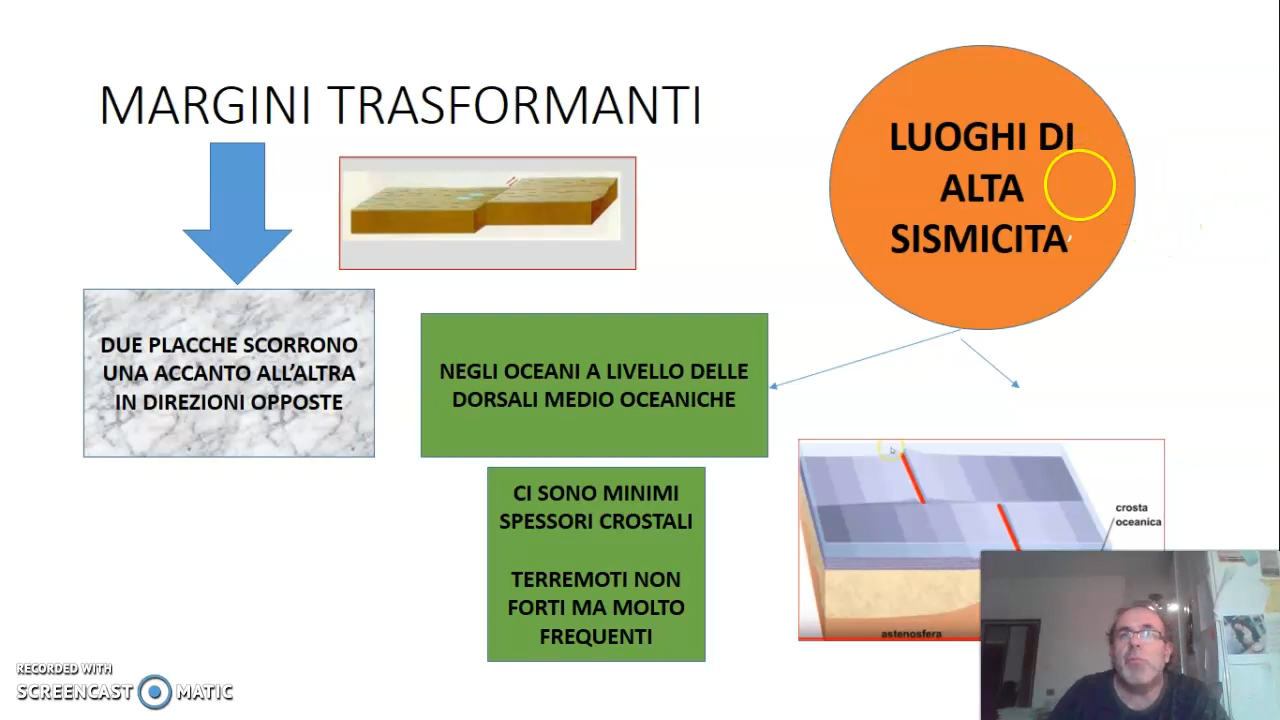 MARGINI TRASFORMANTI
LUOGHI DI
ALTA
SISMICITA’
DUE PLACCHE SCORRONO
UNA ACCANTO ALL’ALTRA
IN DIREZIONI OPPOSTE
NEGLI OCEANI A LIVELLO DELLE
DORSALI MEDIO OCEANICHE
CI SONO MINIMI
SPESSORI CROSTALI
TERREMOTI NON
FORTI MA MOLTO
FREQUENTI
crosta
oceanica
astenosfera
RECORDED WITH
SCREENCAST MATIC